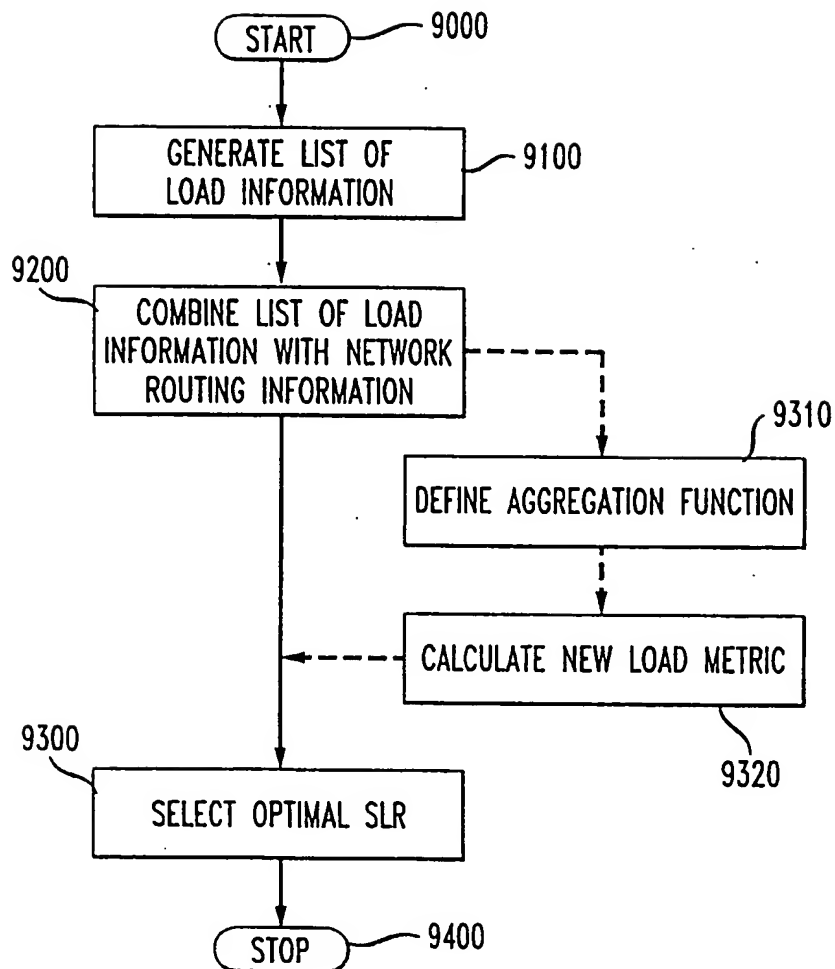 START
9000
GENERATE LIST OF
LOAD INFORMATION
9100
9200
COMBINE LIST OF LOAD
INFORMATION WITH NETWORK
ROUTING INFORMATION
9310
DEFINE AGGREGATION FUNCTION
CALCULATE NEW LOAD METRIC
9320
9300
SELECT OPTIMAL SLR
STOP
9400